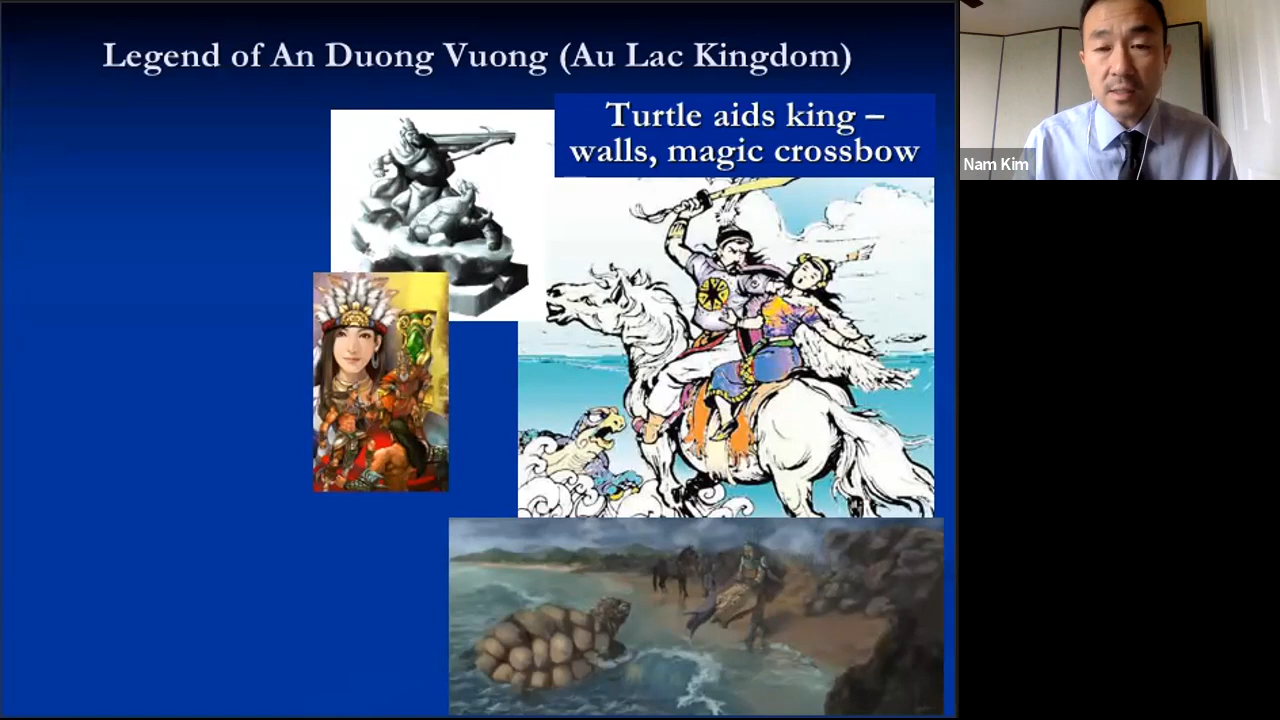 Legend of An Duong Vuong (Au Lac Kingdom)
Turtle aids king –
walls, magic crossbow
Nam Kim